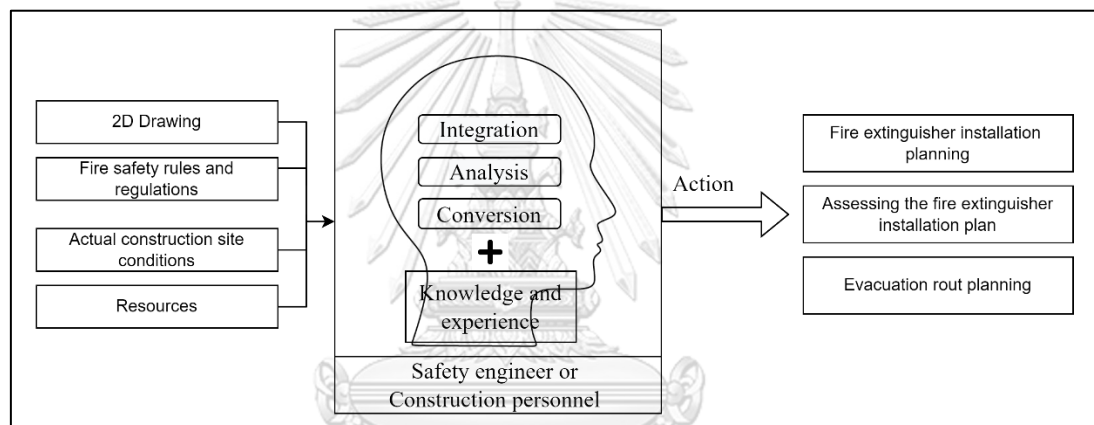 2D Drawing
Fire safety rules and
regulations
Actual construction site
conditions
Resources
Integration
Analysis
Conversion
+
Knowledge and
experience
Safety engineer or
Construction personnel
Action
Fire extinguisher installation
planning
Assessing the fire extinguisher
installation plan
Evacuation rout planning